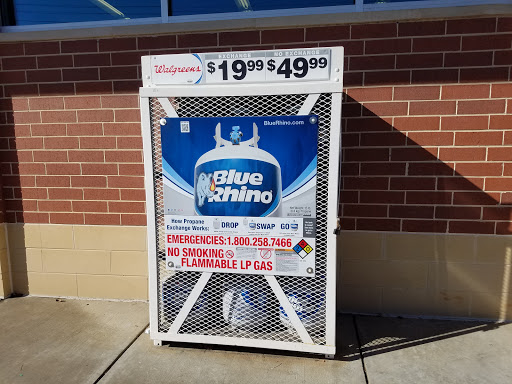 EXCHANGE NO EXCHANGE
Walgreens $19.99 $49.99
BlueRhino.com
Blue
Rhino
How Propane
Exchange Works:
DROP SWAP GO
EMERGENCIES:1.800.258.7466
NO SMOKING
FLAMMABLE LP GAS